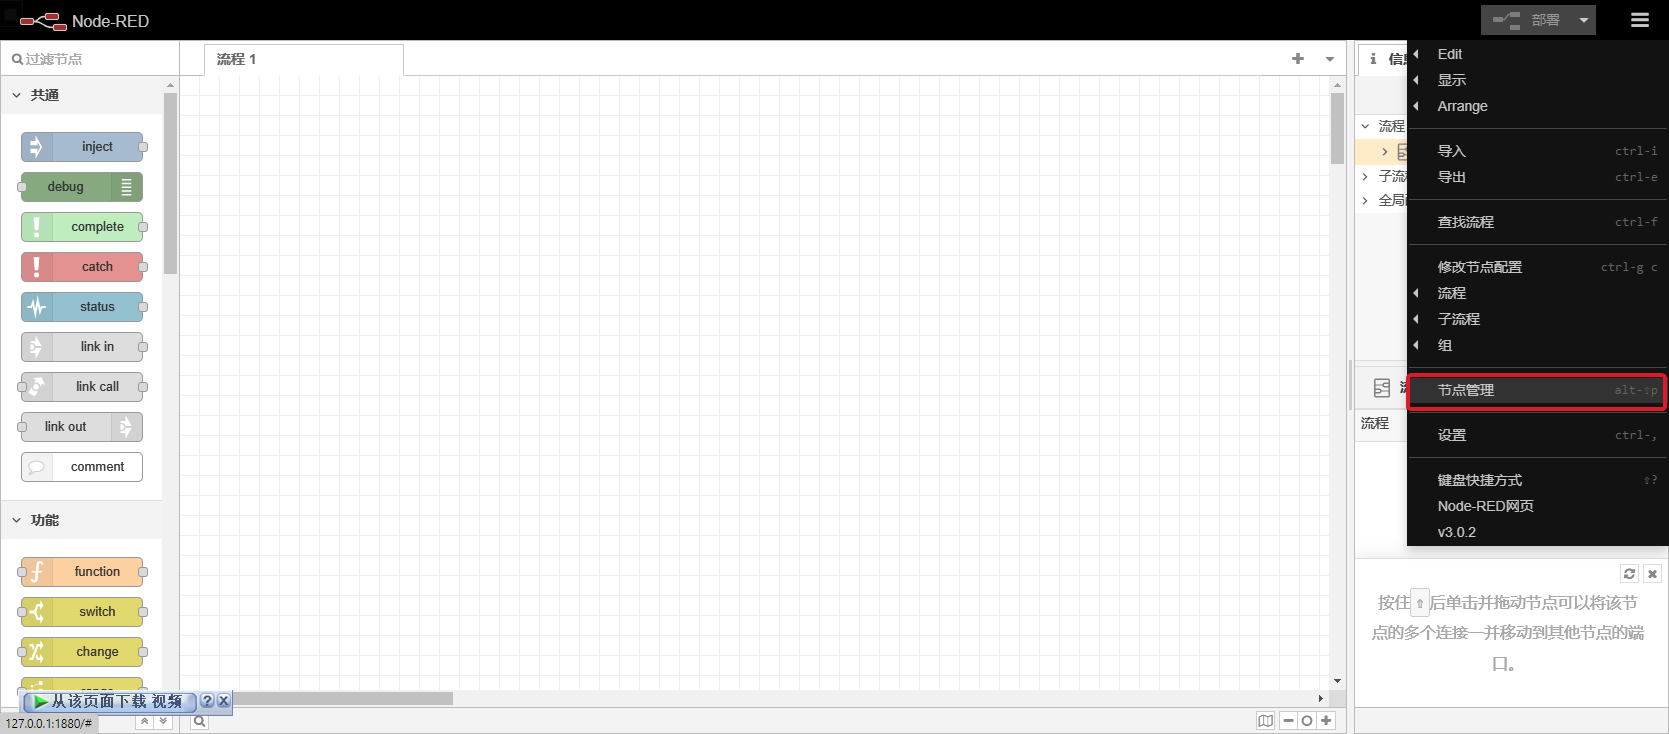 Node-RED
部署
过滤节点
流程 1
信息
共通
inject
debug
complete
catch
status
link in
link call
link out
comment
功能
function
switch
change
从该页面下载 视频
127.0.0.1:1880/#
流程
子流程
流程
Edit
显示
Arrange
导入 ctrl-i
导出 ctrl-e
查找流程 ctrl-f
修改节点配置 ctrl-g c
流程
子流程
组
节点管理 alt-⇧p
设置 ctrl-,
键盘快捷方式 ⇧?
Node-RED网页
v3.0.2
按住⇧后单击并拖动节点可以将该节
点的多个连接一并移动到其他节点的端
口。